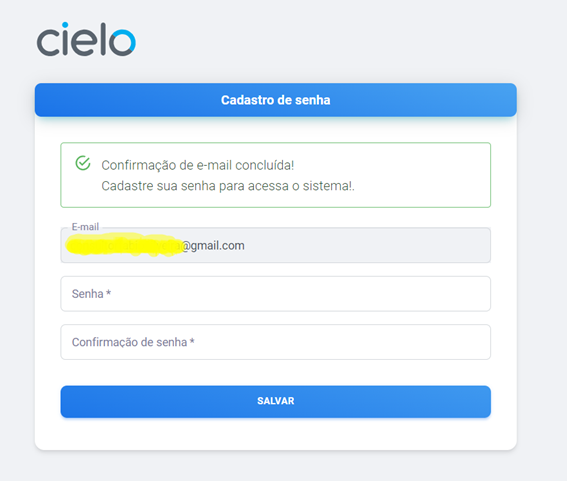 cielo
Cadastro de senha
Confirmação de e-mail concluída!
Cadastre sua senha para acessa o sistema!.
E-mail
@gmail.com
Senha *
Confirmação de senha *
SALVAR